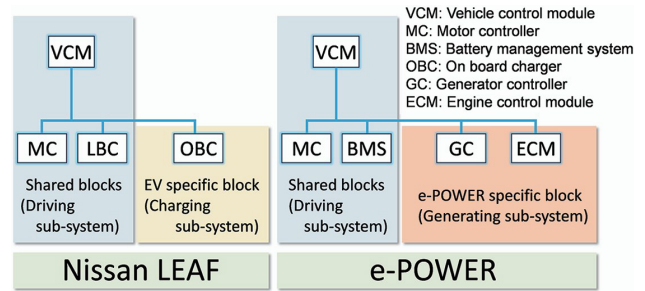 VCM: Vehicle control module
MC: Motor controller
BMS: Battery management system
OBC: On board charger
GC: Generator controller
ECM: Engine control module
VCM
MC
LBC
OBC
Shared blocks
(Driving
sub-system)
EV specific block
(Charging
sub-system)
Nissan LEAF
VCM
MC
BMS
GC
ECM
Shared blocks
(Driving
sub-system)
e-POWER specific block
(Generating sub-system)
e-POWER